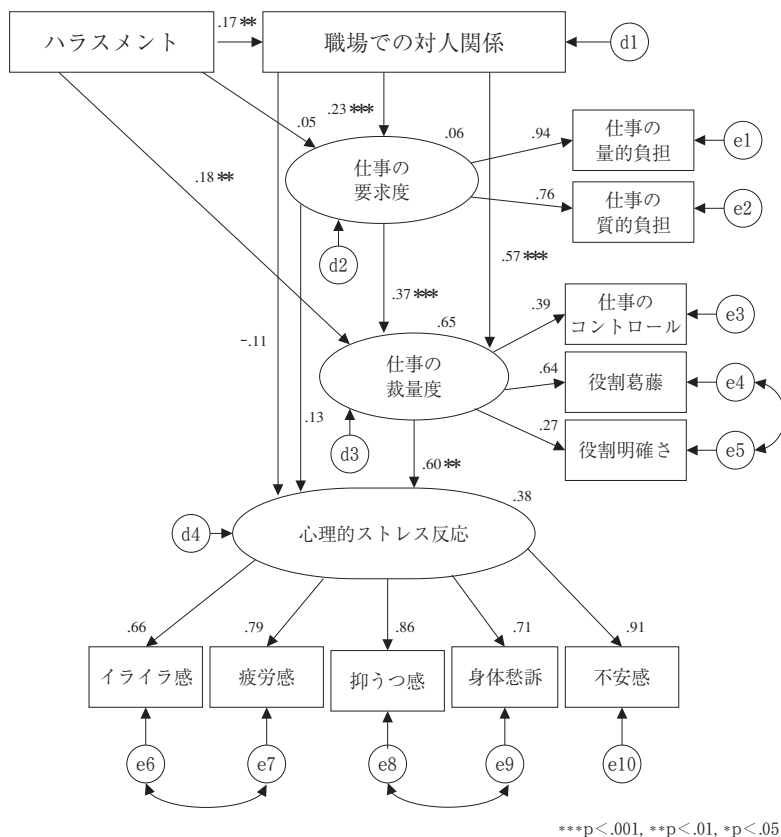 .17**
ハラスメント
職場での対人関係
d1
.23***
.05
.06
.94
仕事の
量的負担
e1
仕事の
要求度
.18**
.76
仕事の
質的負担
e2
d2
.57***
.37***
.39
仕事の
コントロール
e3
.65
-.11
仕事の
裁量度
.64
役割葛藤
e4
.13
.27
役割明確さ
e5
d3
.60**
.38
d4
心理的ストレス反応
.66
.79
.86
.71
.91
イライラ感
疲労感
抑うつ感
身体愁訴
不安感
e6
e7
e8
e9
e10
***p<.001, **p<.01, *p<.05